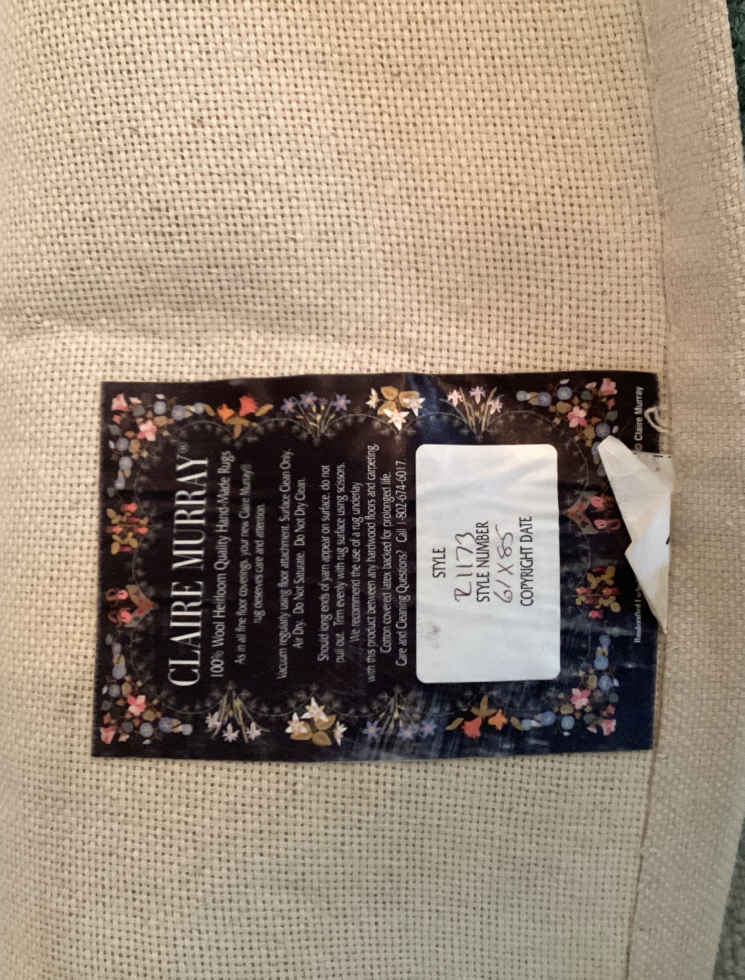 CLAIRE MURRAY®
100% Wool Heirloom Quality Hand-Made Rugs
As in all fine floor coverings, your new Claire Murray®
rug deserves care and attention.
Vacuum regularly using floor attachment. Surface Clean Only.
Air Dry. Do Not Saturate. Do Not Dry Clean.
Should long ends of yarn appear on surface, do not
pull out. Trim evenly with rug surface using scissors.
We recommend the use of a rug underlay
with this product between any hardwood floors and carpeting.
Cotton covered latex backed for prolonged life.
Care and Cleaning Questions? Call 1-802-674-6017
STYLE
R1173
STYLE NUMBER
61X85
COPYRIGHT DATE
Handcrafted
© Claire Murray